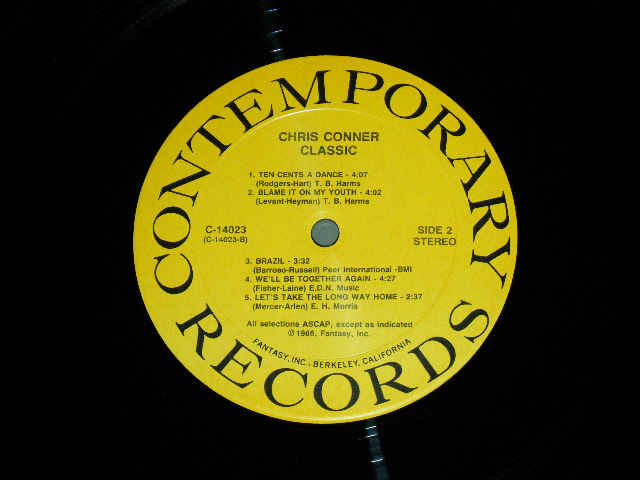 CONTEMPORARY RECORDS
CHRIS CONNER
CLASSIC
1. TEN CENTS A DANCE - 4:07
(Rodgers-Hart) T. B. Harms
2. BLAME IT ON MY YOUTH - 4:02
(Levant-Heyman) T. B. Harms
C-14023
(C-14023-B)
SIDE 2
STEREO
3. BRAZIL - 3:32
(Barroso-Russell) Peer International -BMI
4. WE'LL BE TOGETHER AGAIN - 4:27
(Fisher-Laine) E.D.N. Music
5. LET'S TAKE THE LONG WAY HOME - 2:37
(Mercer-Arlen) E. H. Morris
All selections ASCAP, except as indicated
℗ 1986, Fantasy, Inc.
FANTASY, INC., BERKELEY, CALIFORNIA